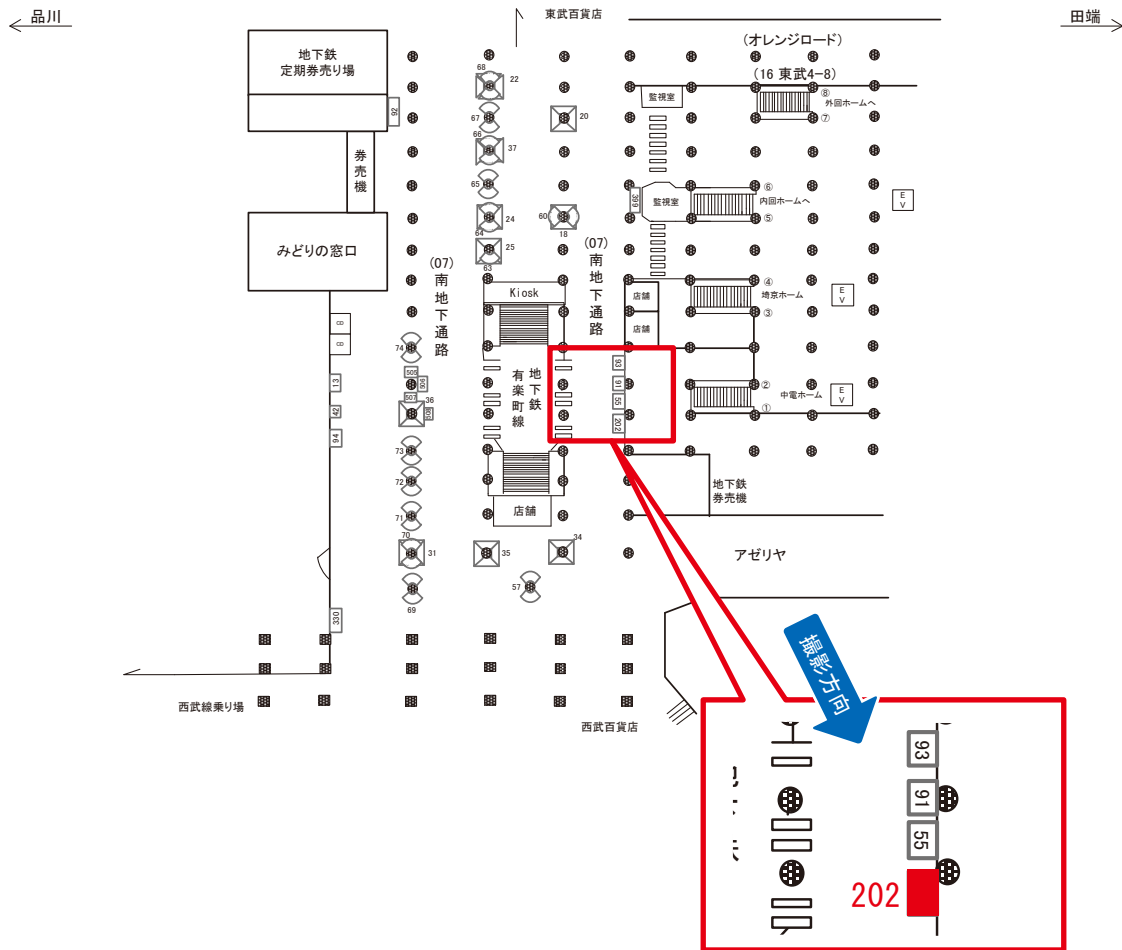 品川
東武百貨店
田端
地下鉄
定期券売り場
92
券売機
みどりの窓口
(オレンジロード)
(16 東武4-8)
監視室
⑧
外回ホームへ
⑦
68
22
67
20
66
37
65
399
監視室
⑥
内回ホームへ
⑤
E
V
24
64
60
18
25
63
(07)
南地下通路
(07)
南地下通路
Kiosk
店舗
店舗
④
埼京ホーム
③
E
V
CD
CD
13
42
94
74
505
506
507
36
508
地下鉄
有楽町線
93
91
55
202
②
中電ホーム
①
E
V
73
72
71
店舗
地下鉄
券売機
70
31
35
34
57
69
アゼリヤ
330
西武線乗り場
西武百貨店
撮影方向
93
91
55
202